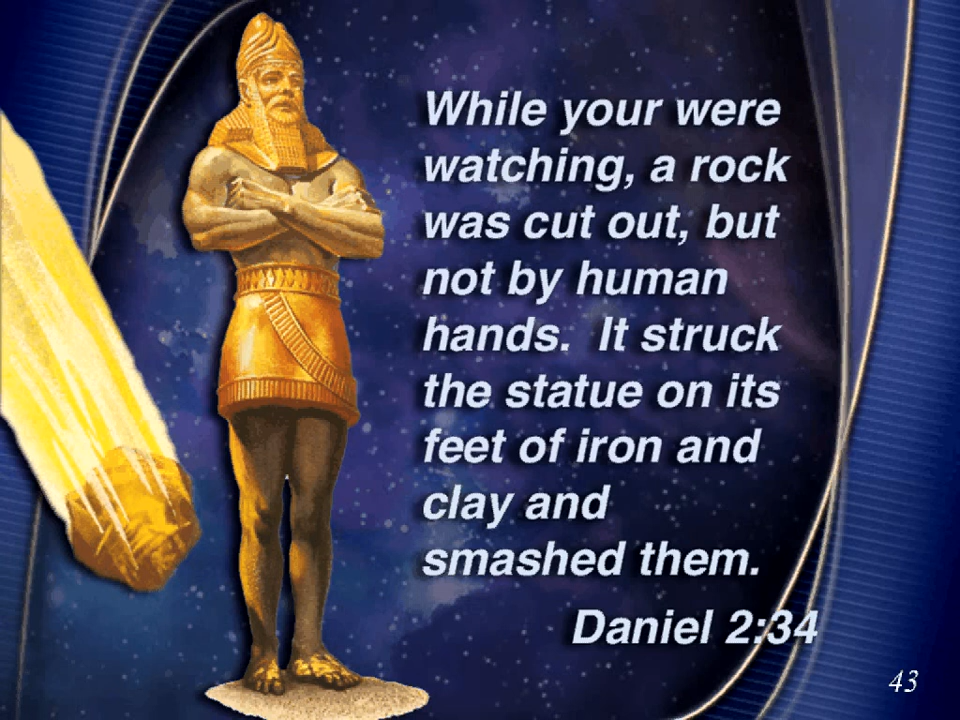 While your were
watching, a rock
was cut out, but
not by human
hands.  It struck
the statue on its
feet of iron and
clay and
smashed them.
Daniel 2:34
43